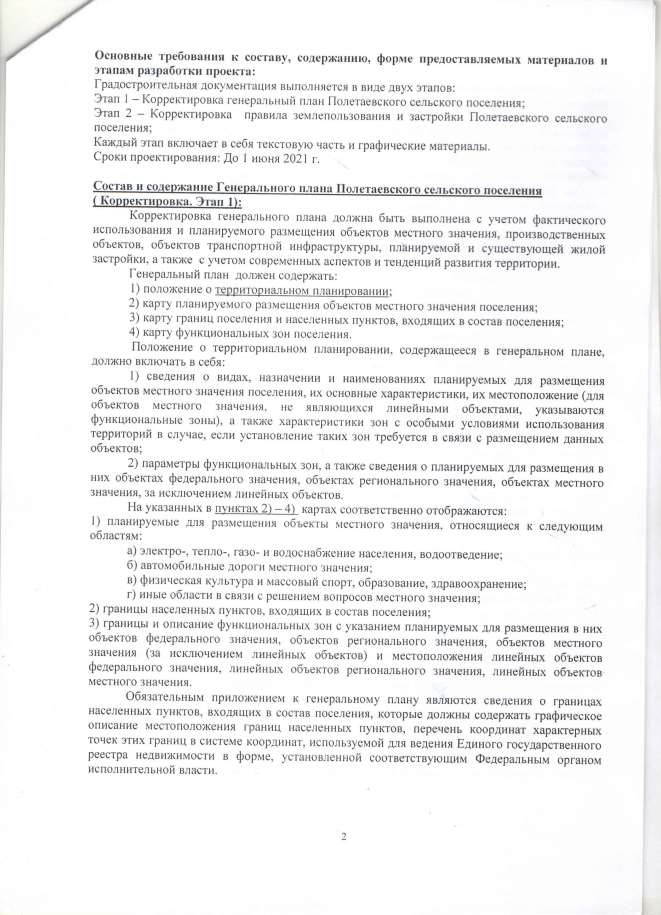 Основные требования к составу, содержанию, форме предоставляемых материалов и
этапам разработки проекта:
Градостроительная документация выполняется в виде двух этапов:
Этап 1 – Корректировка генеральный план Полетаевского сельского поселения;
Этап 2 – Корректировка правила землепользования и застройки Полетаевского сельского
поселения;
Каждый этап включает в себя текстовую часть и графические материалы.
Сроки проектирования: До 1 июня 2021 г.
Состав и содержание Генерального плана Полетаевского сельского поселения
( Корректировка. Этап 1):
Корректировка генерального плана должна быть выполнена с учетом фактического
использования и планируемого размещения объектов местного значения, производственных
объектов, объектов транспортной инфраструктуры, планируемой и существующей жилой
застройки, а также с учетом современных аспектов и тенденций развития территории.
Генеральный план должен содержать:
1) положение о территориальном планировании;
2) карту планируемого размещения объектов местного значения поселения;
3) карту границ поселения и населенных пунктов, входящих в состав поселения;
4) карту функциональных зон поселения.
Положение о территориальном планировании, содержащееся в генеральном плане,
должно включать в себя:
1) сведения о видах, назначении и наименованиях планируемых для размещения
объектов местного значения поселения, их основные характеристики, их местоположение (для
объектов местного значения, не являющихся линейными объектами, указываются
функциональные зоны), а также характеристики зон с особыми условиями использования
территорий в случае, если установление таких зон требуется в связи с размещением данных
объектов;
2) параметры функциональных зон, а также сведения о планируемых для размещения в
них объектах федерального значения, объектах регионального значения, объектах местного
значения, за исключением линейных объектов.
На указанных в пунктах 2) – 4) картах соответственно отображаются:
1) планируемые для размещения объекты местного значения, относящиеся к следующим
областям:
а) электро-, тепло-, газо- и водоснабжение населения, водоотведение;
б) автомобильные дороги местного значения;
в) физическая культура и массовый спорт, образование, здравоохранение;
г) иные области в связи с решением вопросов местного значения;
2) границы населенных пунктов, входящих в состав поселения;
3) границы и описание функциональных зон с указанием планируемых для размещения в них
объектов федерального значения, объектов регионального значения, объектов местного
значения (за исключением линейных объектов) и местоположения линейных объектов
федерального значения, линейных объектов регионального значения, линейных объектов
местного значения.
Обязательным приложением к генеральному плану являются сведения о границах
населенных пунктов, входящих в состав поселения, которые должны содержать графическое
описание местоположения границ населенных пунктов, перечень координат характерных
точек этих границ в системе координат, используемой для ведения Единого государственного
реестра недвижимости в форме, установленной соответствующим Федеральным органом
исполнительной власти.
2